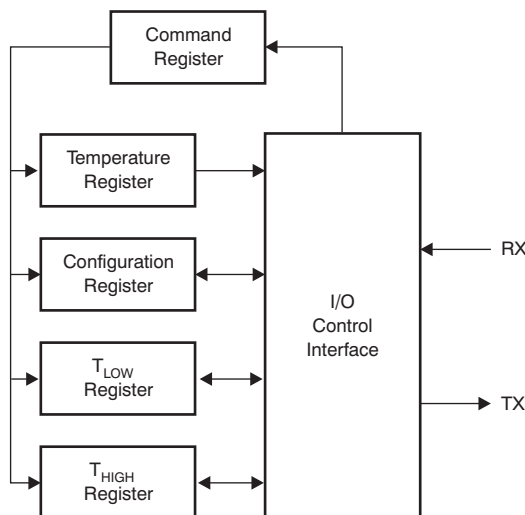 Command
Register
Temperature
Register
Configuration
Register
RX
I/O
Control
Interface
TLOW
Register
TX
THIGH
Register